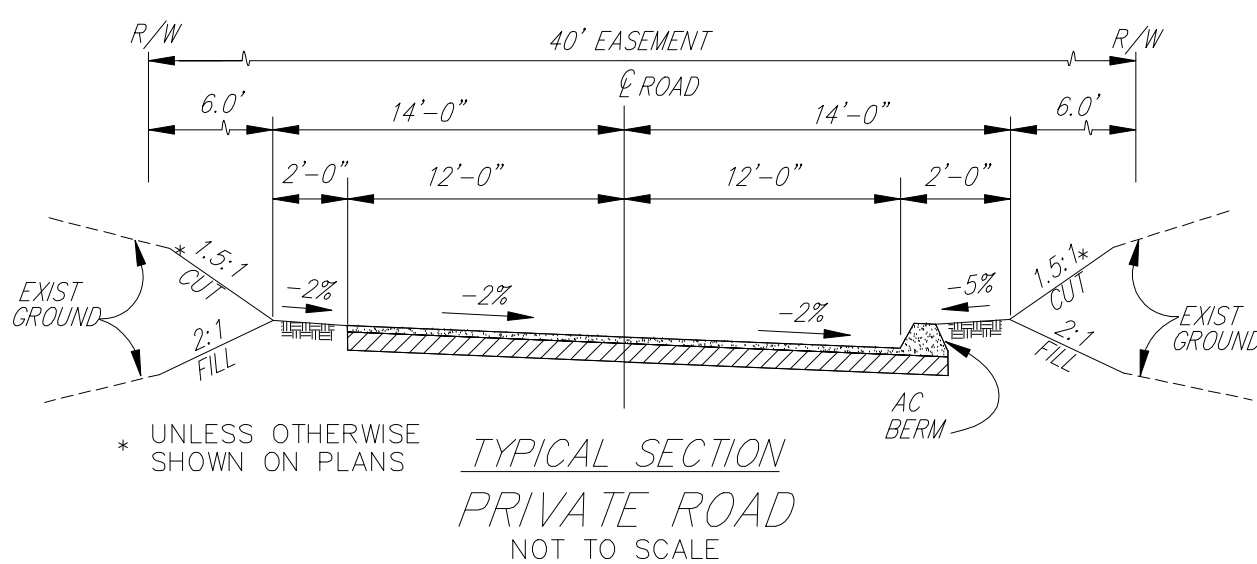 R/W
40' EASEMENT
R/W
℄ ROAD
6.0'
14'-0"
14'-0"
6.0'
2'-0"
12'-0"
12'-0"
2'-0"
* 1.5:1
CUT
EXIST
GROUND
2:1
FILL
-2%
-2%
-2%
-5%
1.5:1*
CUT
2:1
FILL
EXIST
GROUND
AC
BERM
* UNLESS OTHERWISE
SHOWN ON PLANS
TYPICAL SECTION
PRIVATE ROAD
NOT TO SCALE